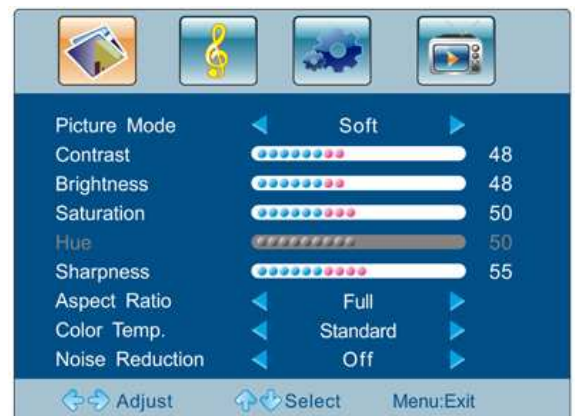 Picture Mode Soft
Contrast 48
Brightness 48
Saturation 50
Hue 50
Sharpness 55
Aspect Ratio Full
Color Temp. Standard
Noise Reduction Off
Adjust Select Menu:Exit